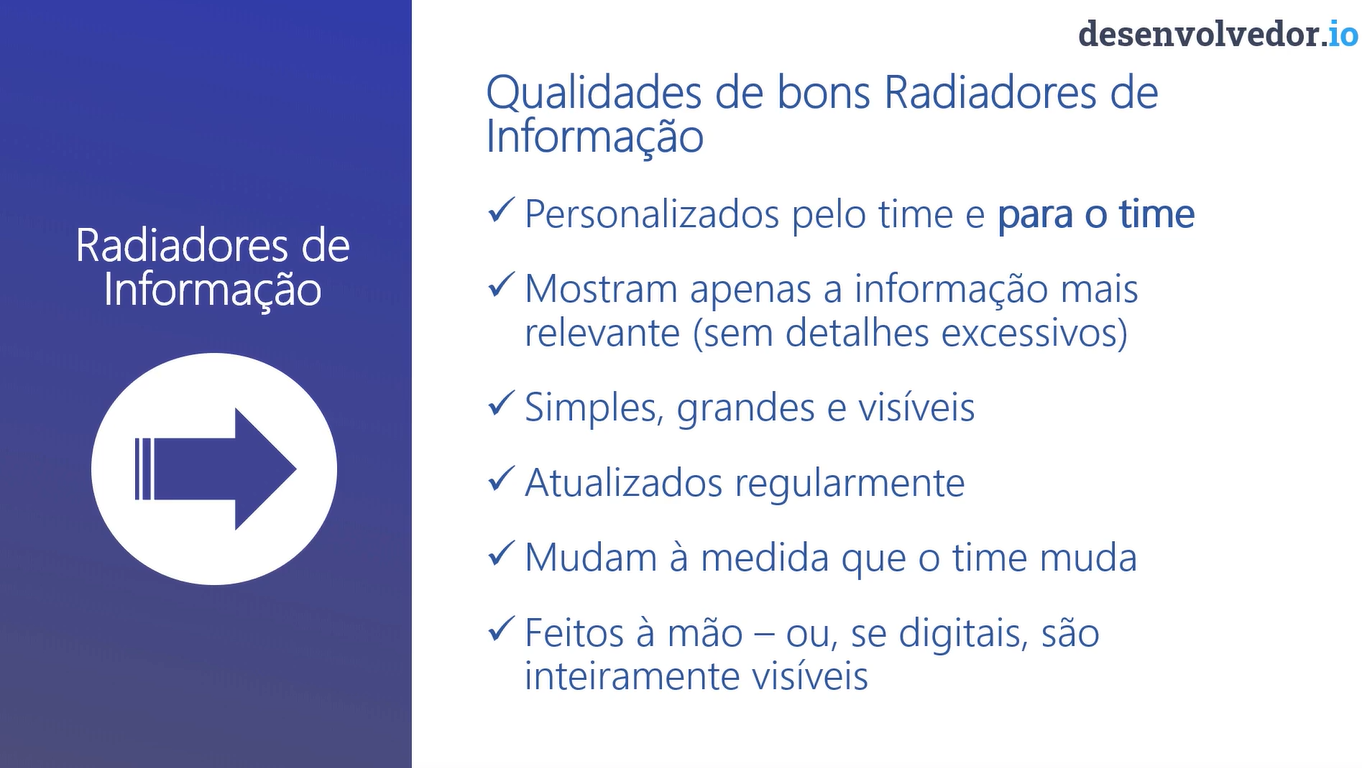 desenvolvedor.io
Radiadores de
Informação
Qualidades de bons Radiadores de
Informação
✓ Personalizados pelo time e para o time
✓ Mostram apenas a informação mais
relevante (sem detalhes excessivos)
✓ Simples, grandes e visíveis
✓ Atualizados regularmente
✓ Mudam à medida que o time muda
✓ Feitos à mão – ou, se digitais, são
inteiramente visíveis